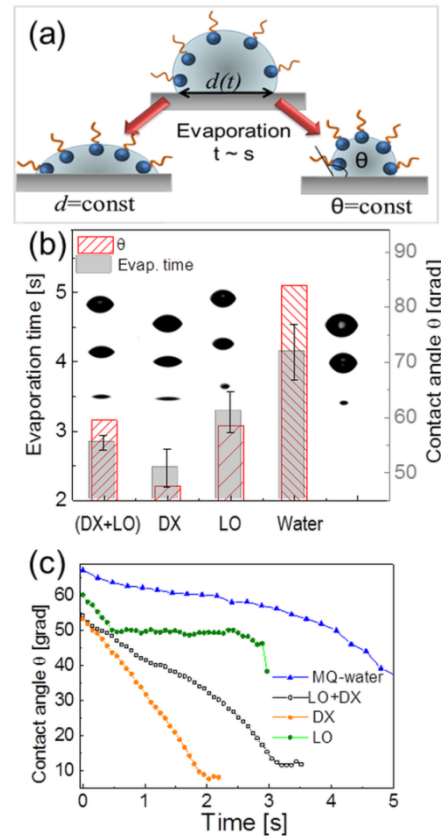 (a)
d(t)
Evaporation
t ~ s
θ
d=const
θ=const
(b)
θ
Evap. time
Evaporation time [s]
5
4
3
2
Contact angle θ [grad]
90
80
70
60
50
(DX+LO) DX LO Water
(c)
Contact angle θ [grad]
60
50
40
30
20
10
MQ-water
LO+DX
DX
LO
0 1 2 3 4 5
Time [s]